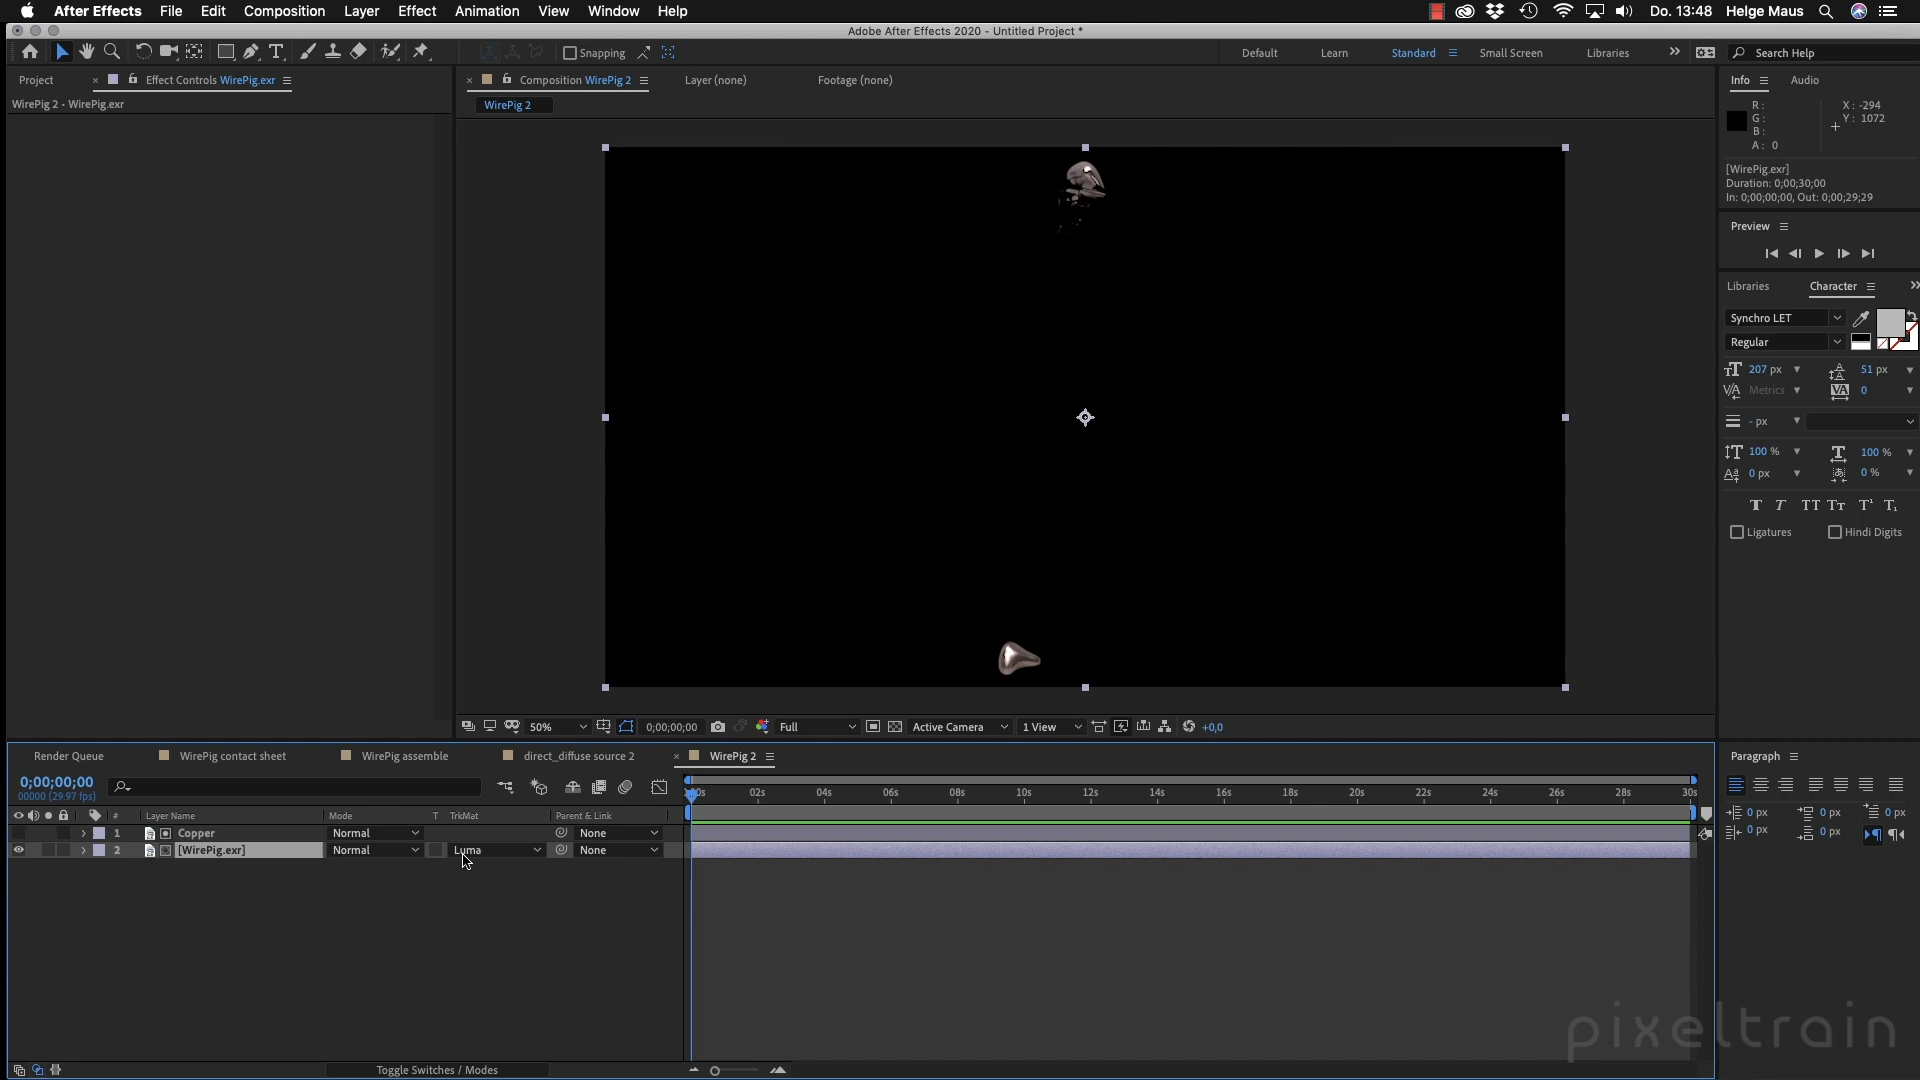 After Effects File Edit Composition Layer Effect Animation View Window Help Do. 13:48 Helge Maus
Adobe After Effects 2020 - Untitled Project *
Snapping Default Learn Standard Small Screen Libraries Search Help
Project Effect Controls WirePig.exr Composition WirePig 2 Layer (none) Footage (none) Info Audio
WirePig 2 • WirePig.exr WirePig 2
R : X : -294
G : Y : 1072
B :
A : 0
[WirePig.exr]
Duration: 0;00;30;00
In: 0;00;00;00, Out: 0;00;29;29
Preview
Libraries Character
Synchro LET
Regular
207 px 51 px
Metrics 0
- px
100 % 100 %
0 px 0 %
T T TT Tt T¹ T₁
Ligatures Hindi Digits
50% 0;00;00;00 Full Active Camera 1 View +0,0
Render Queue WirePig contact sheet WirePig assemble direct_diffuse source 2 WirePig 2 Paragraph
0;00;00;00
00000 (29.97 fps)
02s 04s 06s 08s 10s 12s 14s 16s 18s 20s 22s 24s 26s 28s 30s
# Layer Name Mode T TrkMat Parent & Link
1 Copper Normal None
2 [WirePig.exr] Normal Luma None
0 px 0 px 0 px
0 px 0 px
Toggle Switches / Modes
pixeltrain